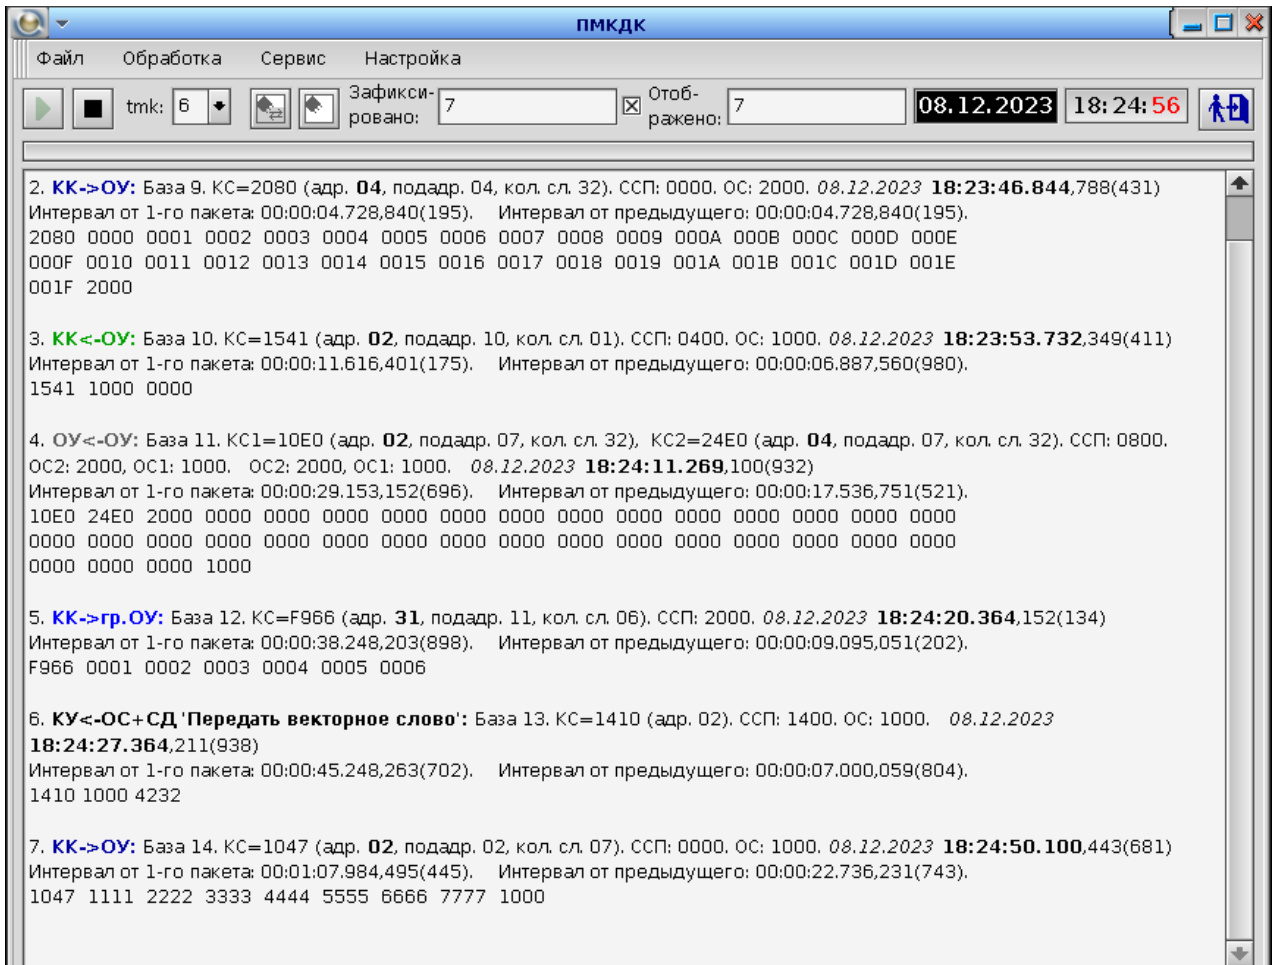 ПМКДК
Файл Обработка Сервис Настройка
tmk: 6 Зафикси-
ровано: 7 Отоб-
ражено: 7 08.12.2023 18:24:56
2. КК->ОУ: База 9. КС=2080 (адр. 04, подадр. 04, кол. сл. 32). ССП: 0000. ОС: 2000. 08.12.2023 18:23:46.844,788(431)
Интервал от 1-го пакета: 00:00:04.728,840(195). Интервал от предыдущего: 00:00:04.728,840(195).
2080 0000 0001 0002 0003 0004 0005 0006 0007 0008 0009 000A 000B 000C 000D 000E
000F 0010 0011 0012 0013 0014 0015 0016 0017 0018 0019 001A 001B 001C 001D 001E
001F 2000
3. КК<-ОУ: База 10. КС=1541 (адр. 02, подадр. 10, кол. сл. 01). ССП: 0400. ОС: 1000. 08.12.2023 18:23:53.732,349(411)
Интервал от 1-го пакета: 00:00:11.616,401(175). Интервал от предыдущего: 00:00:06.887,560(980).
1541 1000 0000
4. ОУ<-ОУ: База 11. КС1=10E0 (адр. 02, подадр. 07, кол. сл. 32), КС2=24E0 (адр. 04, подадр. 07, кол. сл. 32). ССП: 0800.
ОС2: 2000, ОС1: 1000. ОС2: 2000, ОС1: 1000. 08.12.2023 18:24:11.269,100(932)
Интервал от 1-го пакета: 00:00:29.153,152(696). Интервал от предыдущего: 00:00:17.536,751(521).
10E0 24E0 2000 0000 0000 0000 0000 0000 0000 0000 0000 0000 0000 0000 0000 0000
0000 0000 0000 0000 0000 0000 0000 0000 0000 0000 0000 0000 0000 0000 0000 0000
0000 0000 0000 1000
5. КК->гр.ОУ: База 12. КС=F966 (адр. 31, подадр. 11, кол. сл. 06). ССП: 2000. 08.12.2023 18:24:20.364,152(134)
Интервал от 1-го пакета: 00:00:38.248,203(898). Интервал от предыдущего: 00:00:09.095,051(202).
F966 0001 0002 0003 0004 0005 0006
6. КУ<-ОС+СД 'Передать векторное слово': База 13. КС=1410 (адр. 02). ССП: 1400. ОС: 1000. 08.12.2023
18:24:27.364,211(938)
Интервал от 1-го пакета: 00:00:45.248,263(702). Интервал от предыдущего: 00:00:07.000,059(804).
1410 1000 4232
7. КК->ОУ: База 14. КС=1047 (адр. 02, подадр. 02, кол. сл. 07). ССП: 0000. ОС: 1000. 08.12.2023 18:24:50.100,443(681)
Интервал от 1-го пакета: 00:01:07.984,495(445). Интервал от предыдущего: 00:00:22.736,231(743).
1047 1111 2222 3333 4444 5555 6666 7777 1000